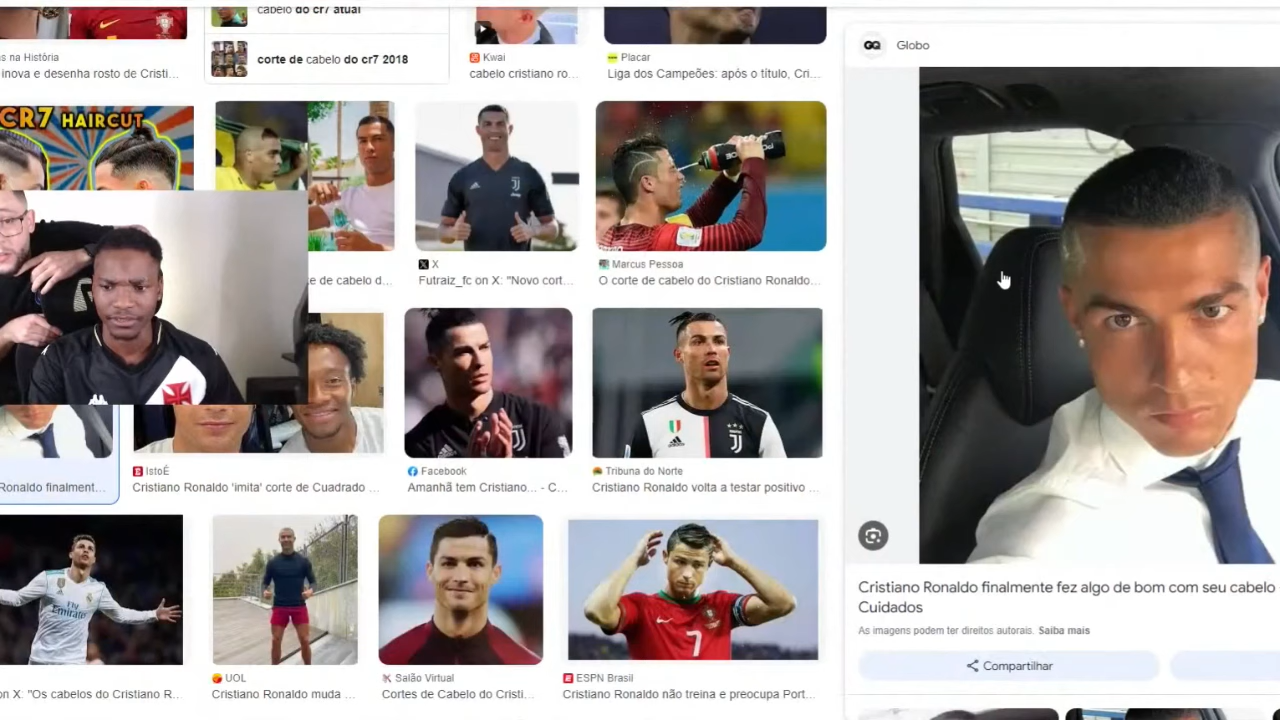 cabelo do cr7 atual
corte de cabelo do cr7 2018
s na História
inova e desenha rosto de Cristi...
Kwai
cabelo cristiano ro...
Placar
Liga dos Campeões: após o título, Cri...
GQ
Globo
CR7 HAIRCUT
X
Futraiz_fc on X: "Novo cort...
Marcus Pessoa
O corte de cabelo do Cristiano Ronaldo...
te de cabelo d...
Ronaldo finalment...
IstoÉ
Cristiano Ronaldo 'imita' corte de Cuadrado ...
Facebook
Amanhã tem Cristiano... - C...
Tribuna do Norte
Cristiano Ronaldo volta a testar positivo ...
Fly
Emirates
7
on X: "Os cabelos do Cristiano R...
UOL
Cristiano Ronaldo muda ...
Salão Virtual
Cortes de Cabelo do Cristi...
ESPN Brasil
Cristiano Ronaldo não treina e preocupa Port...
Cristiano Ronaldo finalmente fez algo de bom com seu cabelo
Cuidados
As imagens podem ter direitos autorais. Saiba mais
Compartilhar